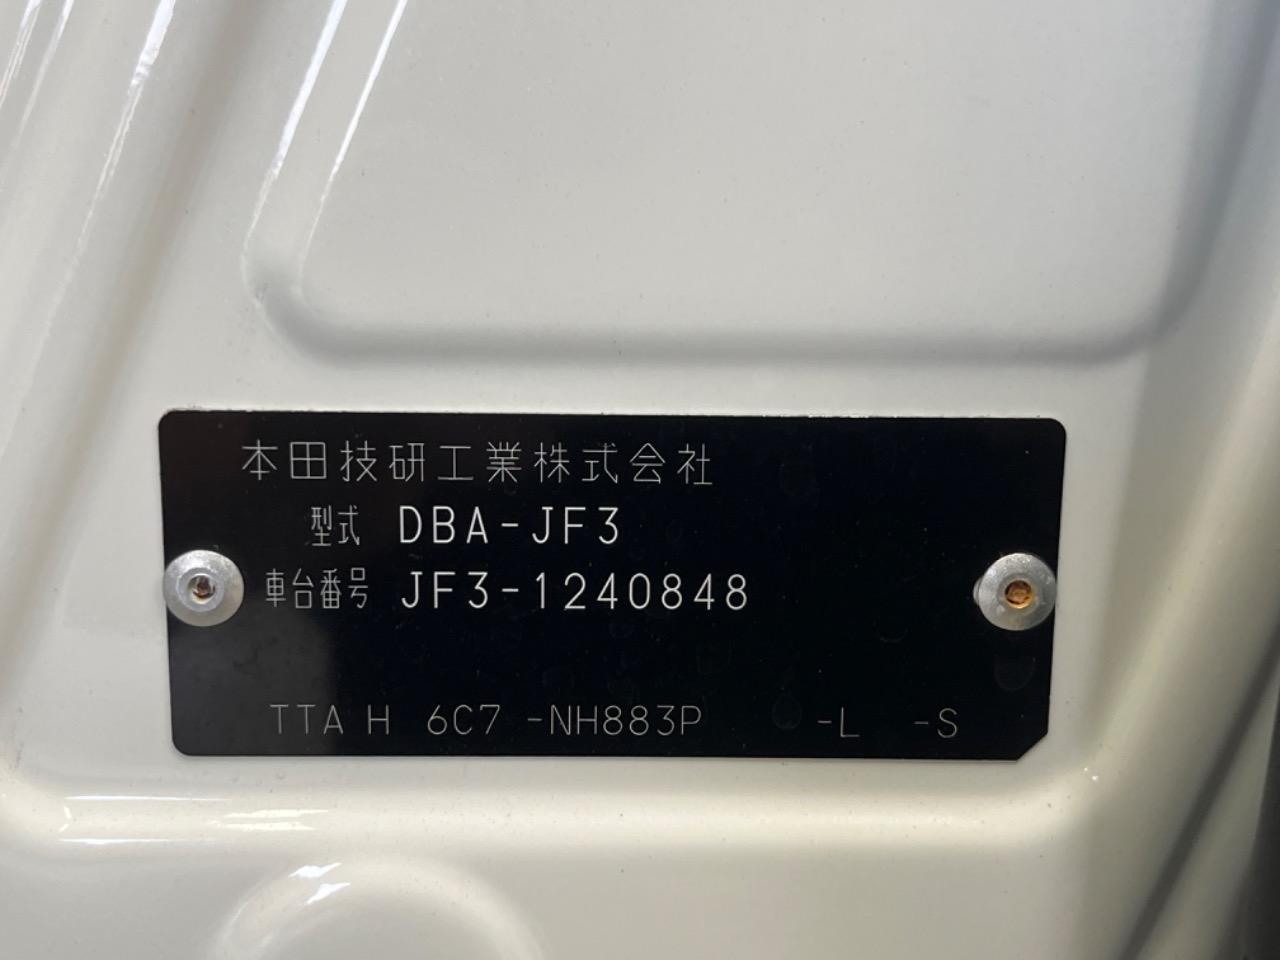 本田技研工業株式会社
型式 DBA-JF3
車台番号 JF3-1240848
TTA H 6C7 -NH883P -L -S